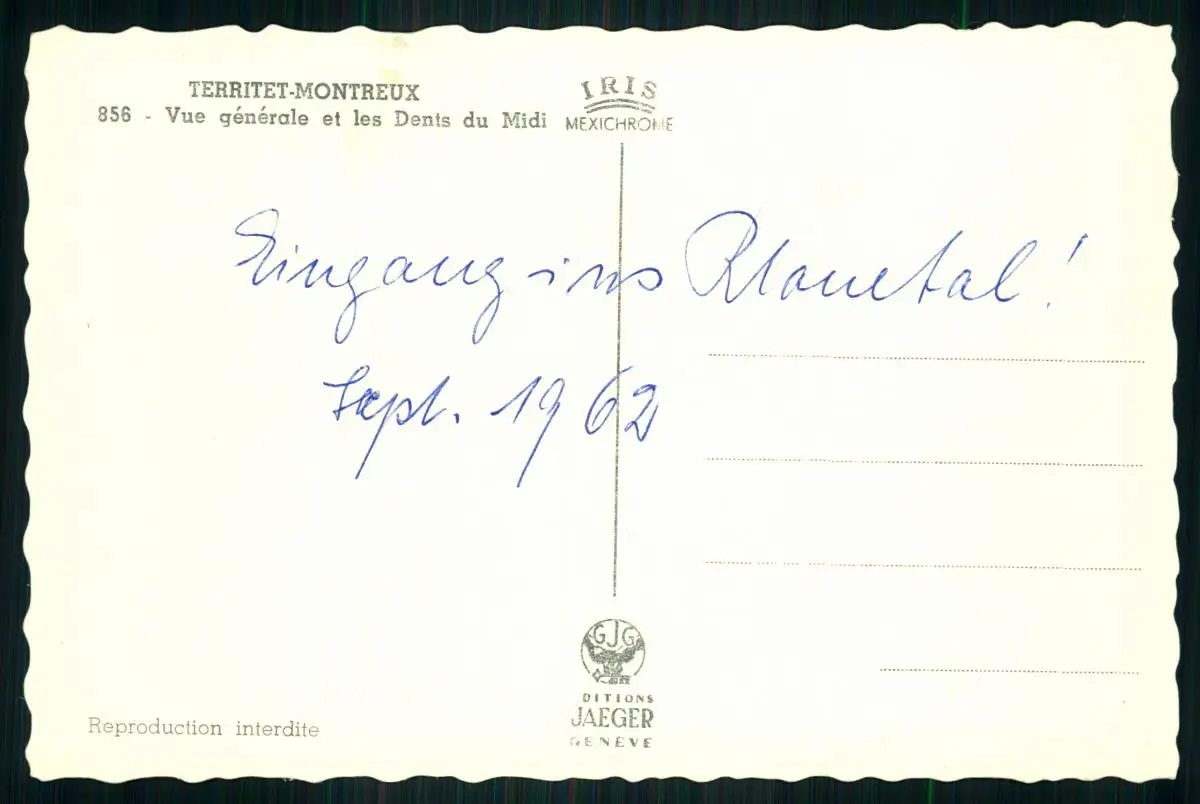 TERRITET-MONTREUX
856 - Vue générale et les Dents du Midi
IRIS
MEXICHROME
Eingang ins Rhonetal!
Sept. 1962
GJG
EDITIONS
JAEGER
GENÈVE
Reproduction interdite